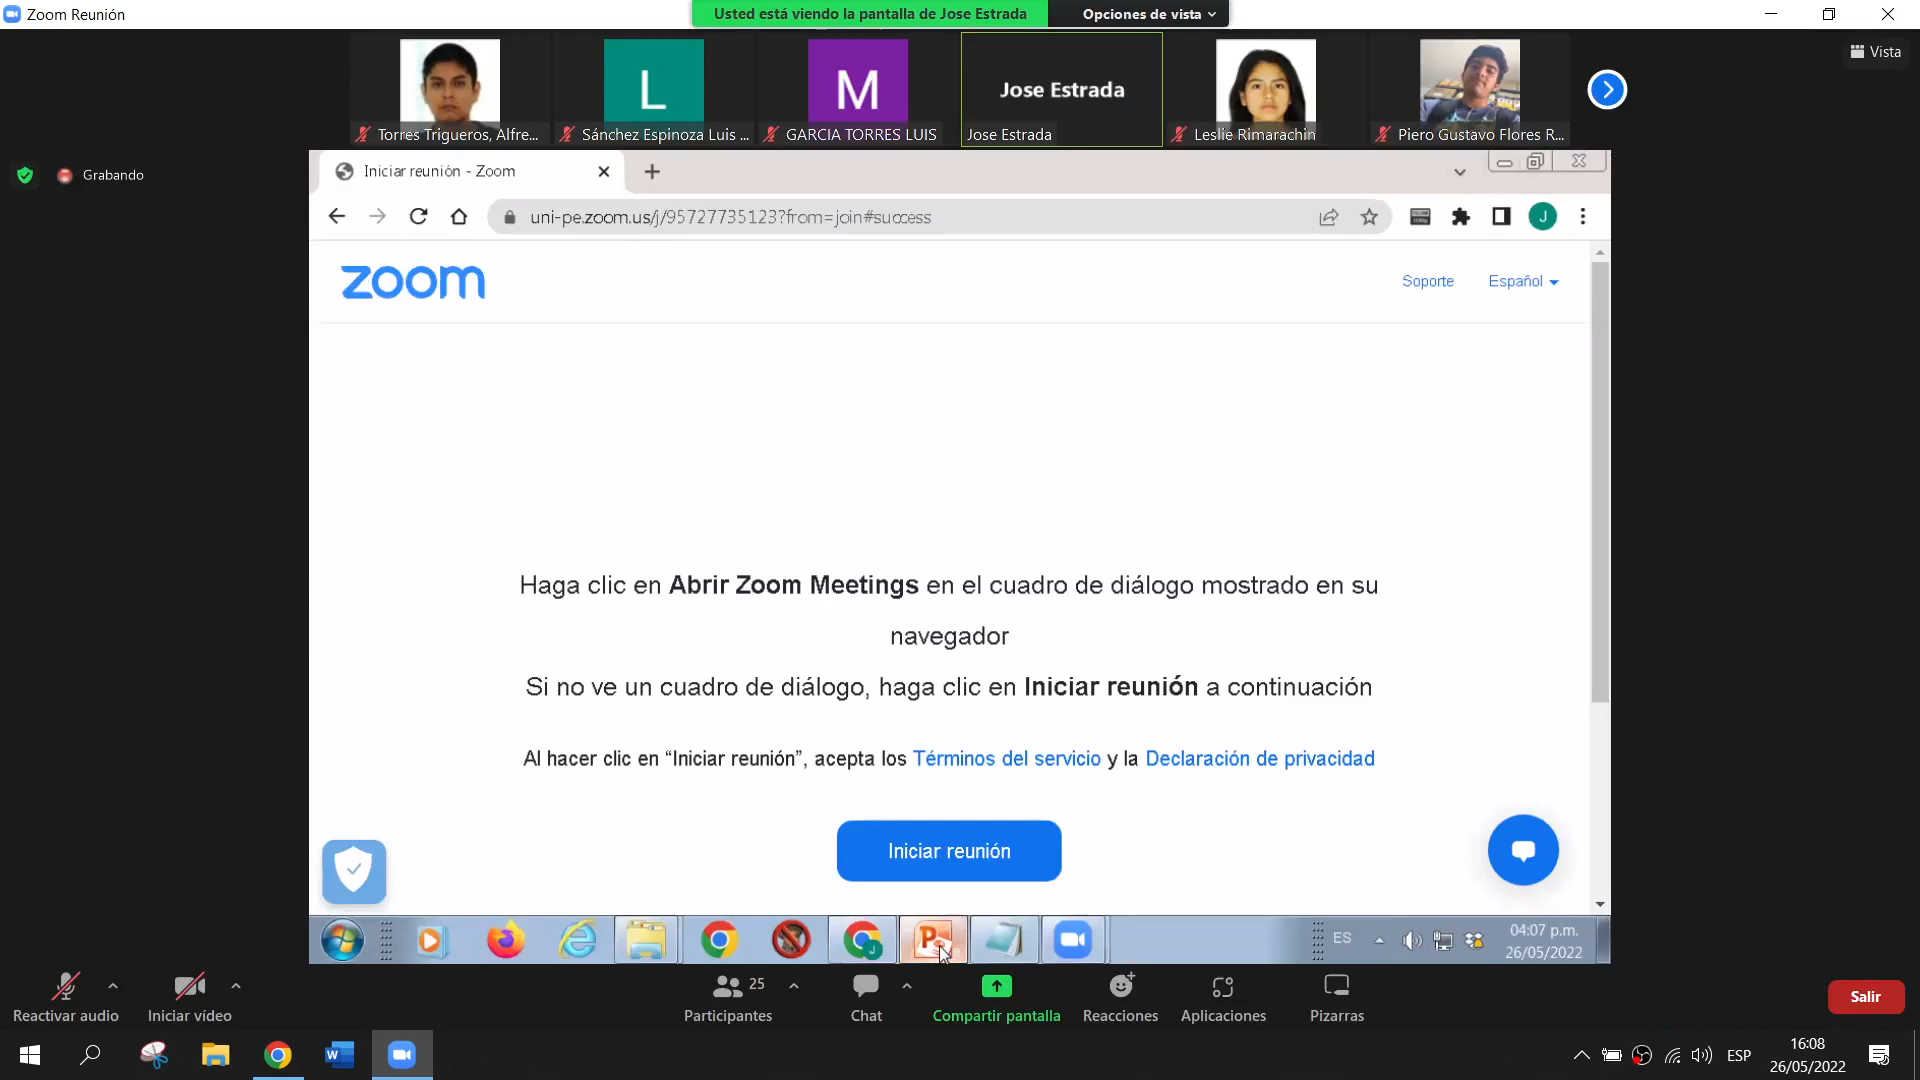 Zoom Reunión
Usted está viendo la pantalla de Jose Estrada
Opciones de vista
Vista
L
M
Jose Estrada
Torres Trigueros, Alfre...
Sánchez Espinoza Luis ...
GARCIA TORRES LUIS
Jose Estrada
Leslie Rimarachin
Piero Gustavo Flores R...
Grabando
Iniciar reunión - Zoom
uni-pe.zoom.us/j/95727735123?from=join#success
J
zoom
Soporte
Español
Haga clic en Abrir Zoom Meetings en el cuadro de diálogo mostrado en su
navegador
Si no ve un cuadro de diálogo, haga clic en Iniciar reunión a continuación
Al hacer clic en “Iniciar reunión”, acepta los Términos del servicio y la Declaración de privacidad
Iniciar reunión
ES
04:07 p.m.
26/05/2022
Reactivar audio
Iniciar vídeo
25
Participantes
Chat
Compartir pantalla
Reacciones
Aplicaciones
Pizarras
Salir
ESP
16:08
26/05/2022